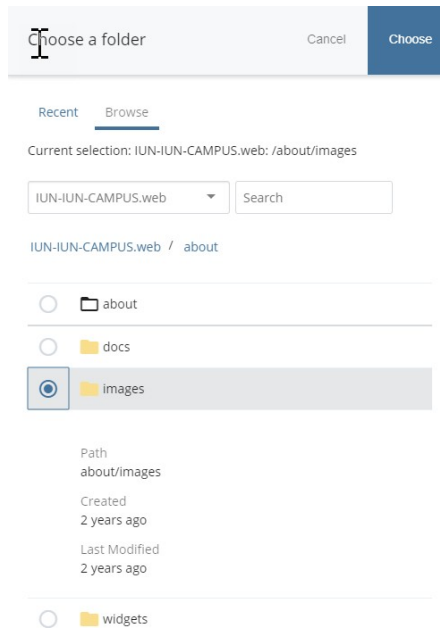 Choose a folder Cancel Choose
Recent Browse
Current selection: IUN-IUN-CAMPUS.web: /about/images
IUN-IUN-CAMPUS.web Search
IUN-IUN-CAMPUS.web / about
about
docs
images
Path
about/images
Created
2 years ago
Last Modified
2 years ago
widgets